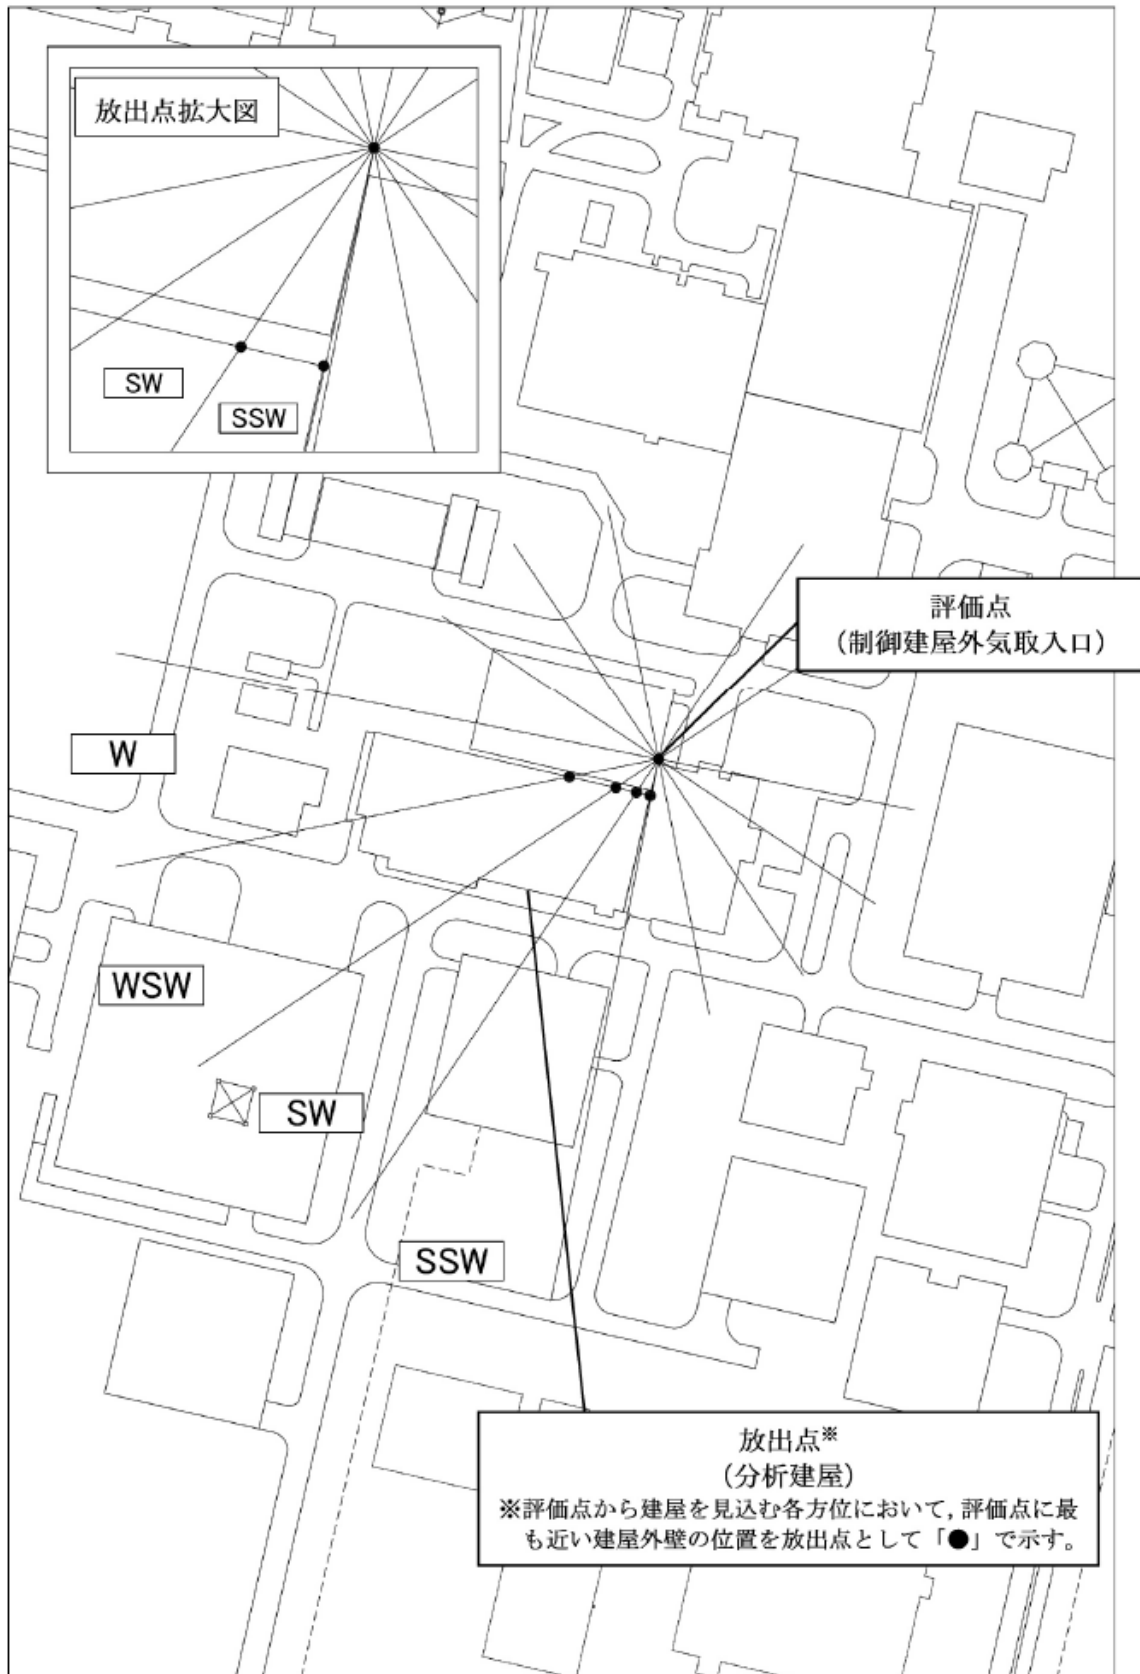 放出点拡大図
SW
SSW
評価点
（制御建屋外気取入口）
W
WSW
SW
SSW
放出点※
（分析建屋）
※評価点から建屋を見込む各方位において，評価点に最
も近い建屋外壁の位置を放出点として「●」で示す。